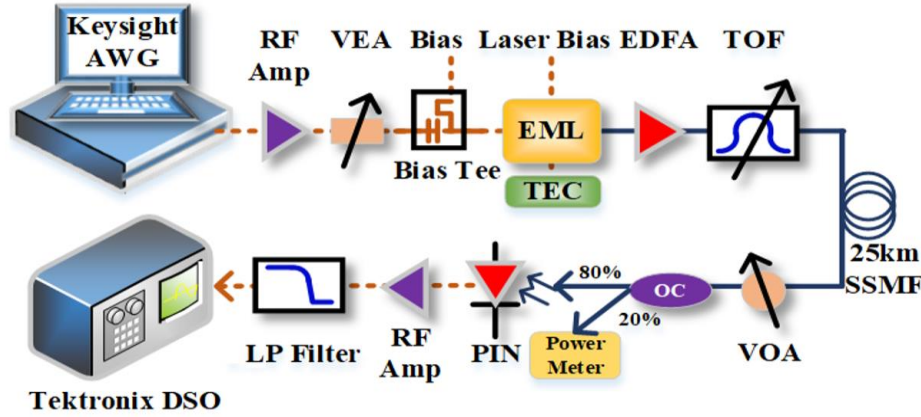 Keysight
AWG
RF
Amp
VEA
Bias
Laser Bias
EDFA
TOF
Bias Tee
EML
TEC
25km
SSMF
VOA
OC
80%
20%
Power
Meter
PIN
RF
Amp
LP Filter
Tektronix DSO